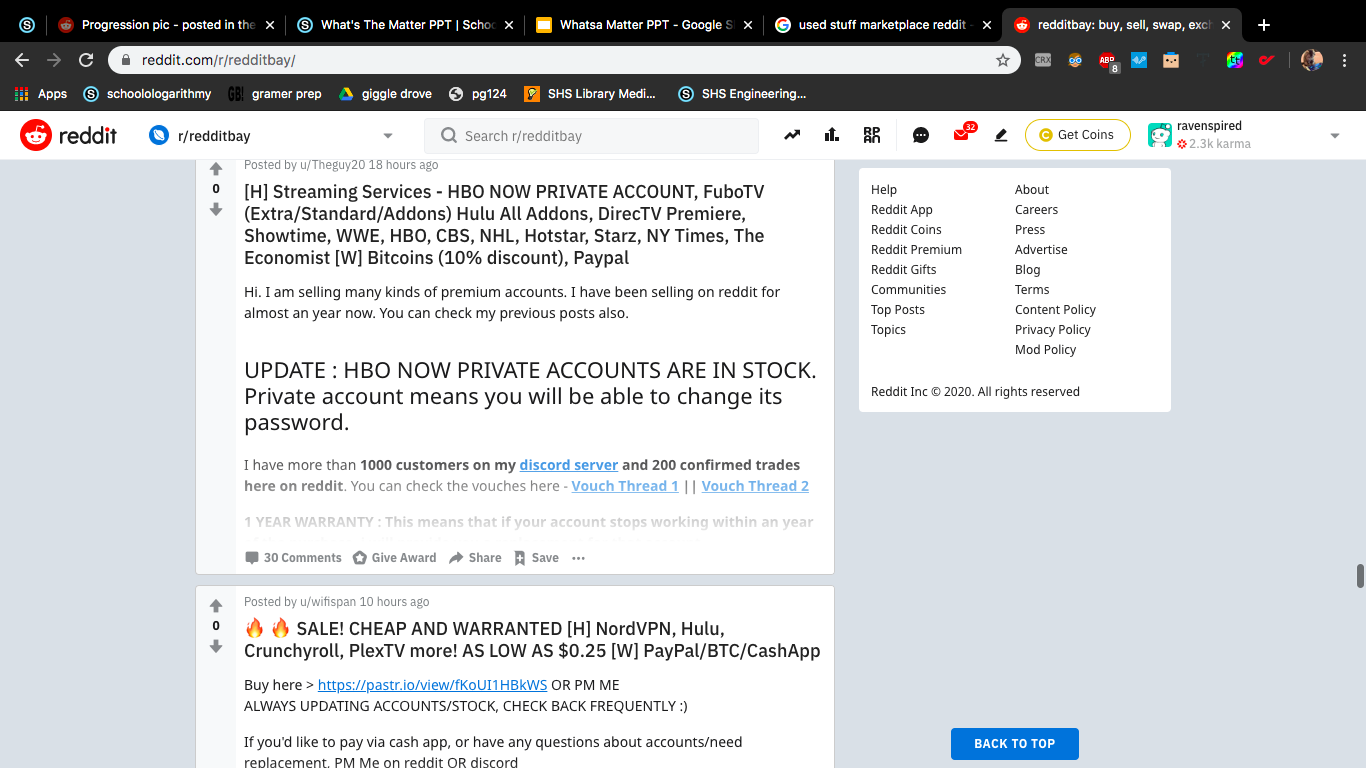 Progression pic - posted in the
What's The Matter PPT | Schoo
Whatsa Matter PPT - Google S
used stuff marketplace reddit -
redditbay: buy, sell, swap, exch
reddit.com/r/redditbay/
CRX
ABP
8
Apps
schoolologarithmy
GB!
gramer prep
giggle drove
pg124
SHS Library Medi...
SHS Engineering...
reddit
r/redditbay
Search r/redditbay
32
Get Coins
ravenspired
2.3k karma
Posted by u/Theguy20 18 hours ago
0
[H] Streaming Services - HBO NOW PRIVATE ACCOUNT, FuboTV
(Extra/Standard/Addons) Hulu All Addons, DirecTV Premiere,
Showtime, WWE, HBO, CBS, NHL, Hotstar, Starz, NY Times, The
Economist [W] Bitcoins (10% discount), Paypal
Hi. I am selling many kinds of premium accounts. I have been selling on reddit for
almost an year now. You can check my previous posts also.
UPDATE : HBO NOW PRIVATE ACCOUNTS ARE IN STOCK.
Private account means you will be able to change its
password.
I have more than 1000 customers on my discord server and 200 confirmed trades
here on reddit. You can check the vouches here - Vouch Thread 1 || Vouch Thread 2
1 YEAR WARRANTY : This means that if your account stops working within an year
30 Comments
Give Award
Share
Save
Posted by u/wifispan 10 hours ago
0
🔥 🔥 SALE! CHEAP AND WARRANTED [H] NordVPN, Hulu,
Crunchyroll, PlexTV more! AS LOW AS $0.25 [W] PayPal/BTC/CashApp
Buy here > https://pastr.io/view/fKoUI1HBkWS OR PM ME
ALWAYS UPDATING ACCOUNTS/STOCK, CHECK BACK FREQUENTLY :)
If you'd like to pay via cash app, or have any questions about accounts/need
replacement, PM Me on reddit OR discord
Help
Reddit App
Reddit Coins
Reddit Premium
Reddit Gifts
Communities
Top Posts
Topics
About
Careers
Press
Advertise
Blog
Terms
Content Policy
Privacy Policy
Mod Policy
Reddit Inc © 2020. All rights reserved
BACK TO TOP